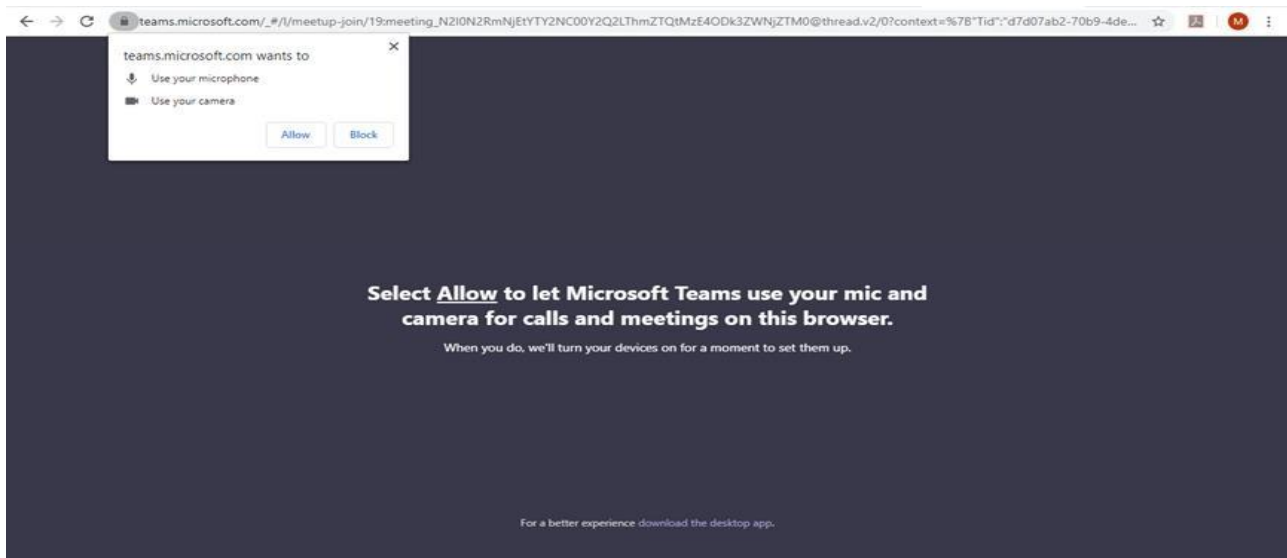 teams.microsoft.com/_#/l/meetup-join/19:meeting_N2I0N2RmNjEtYTY2NC00Y2Q2LThmZTQtMzE4ODk3ZWNjZTM0@thread.v2/0?context=%7B"Tid":"d7d07ab2-70b9-4de...
M
teams.microsoft.com wants to
Use your microphone
Use your camera
Allow Block
Select Allow to let Microsoft Teams use your mic and
camera for calls and meetings on this browser.
When you do, we'll turn your devices on for a moment to set them up.
For a better experience download the desktop app.